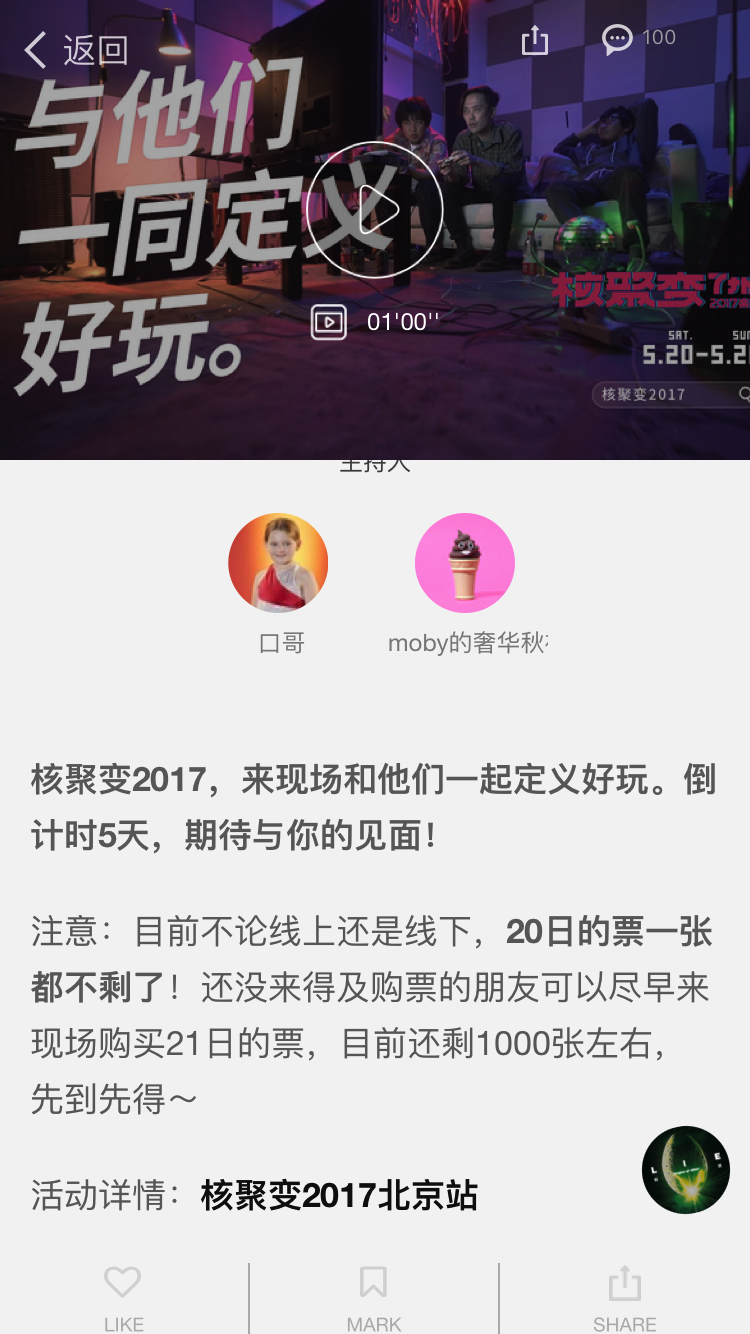 返回
100
与他们
一同定义
好玩。
01'00''
核聚变
SAT.
5.20-5.2
核聚变2017
主持人
口哥
moby的奢华秋
核聚变2017，来现场和他们一起定义好玩。倒
计时5天，期待与你的见面！
注意：目前不论线上还是线下，20日的票一张
都不剩了！还没来得及购票的朋友可以尽早来
现场购买21日的票，目前还剩1000张左右，
先到先得～
活动详情：核聚变2017北京站
LIKE
MARK
SHARE